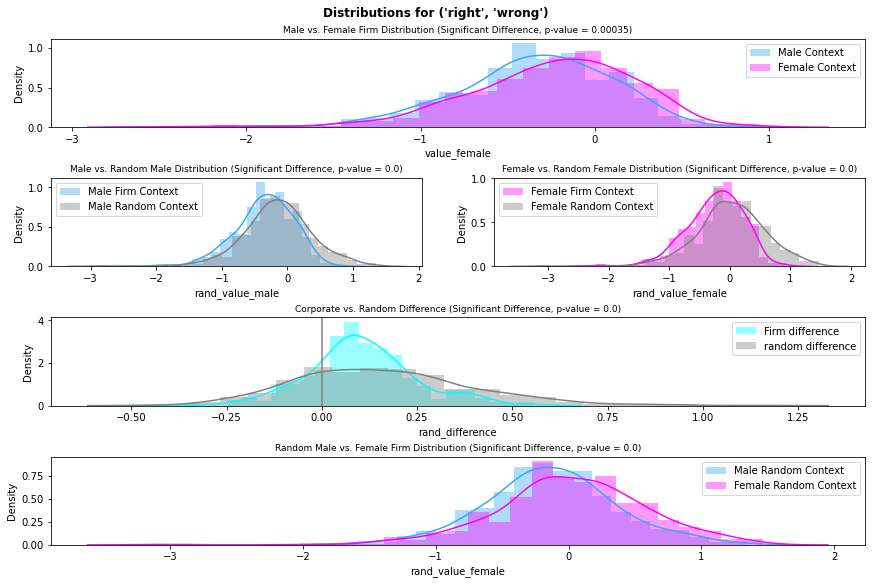 Distributions for ('right', 'wrong')
Male vs. Female Firm Distribution (Significant Difference, p-value = 0.00035)
1.0
0.5
0.0
Density
Male Context
Female Context
−3 −2 −1 0 1
value_female
Male vs. Random Male Distribution (Significant Difference, p-value = 0.0)
1.0
0.5
0.0
Density
Male Firm Context
Male Random Context
−3 −2 −1 0 1 2
rand_value_male
Female vs. Random Female Distribution (Significant Difference, p-value = 0.0)
1.0
0.5
0.0
Density
Female Firm Context
Female Random Context
−3 −2 −1 0 1 2
rand_value_female
Corporate vs. Random Difference (Significant Difference, p-value = 0.0)
4
2
0
Density
Firm difference
random difference
−0.50 −0.25 0.00 0.25 0.50 0.75 1.00 1.25
rand_difference
Random Male vs. Female Firm Distribution (Significant Difference, p-value = 0.0)
0.75
0.50
0.25
0.00
Density
Male Random Context
Female Random Context
−3 −2 −1 0 1 2
rand_value_female